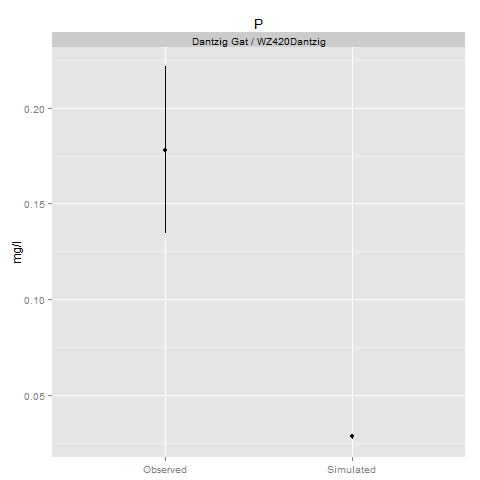 P
Dantzig Gat / WZ420Dantzig
0.20
0.15
0.10
0.05
mg/l
Observed
Simulated